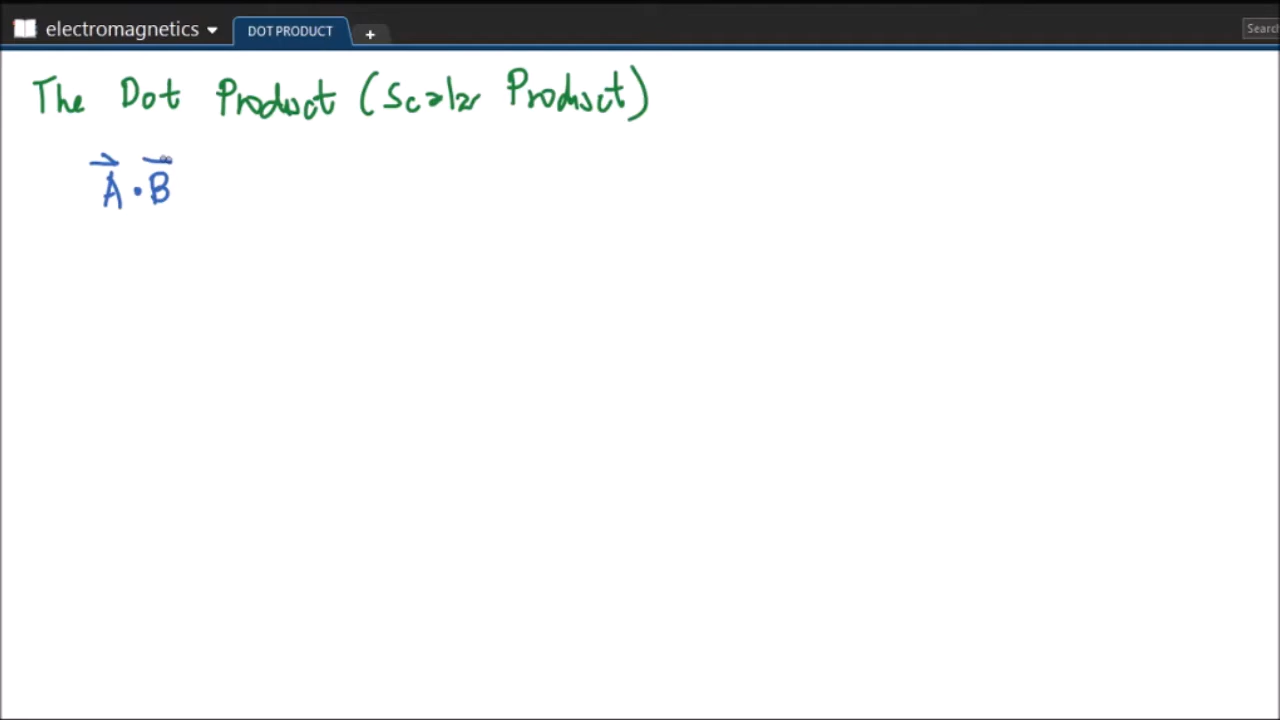 electromagnetics
DOT PRODUCT
+
Search
The Dot Product (Scalar Product)
A • B